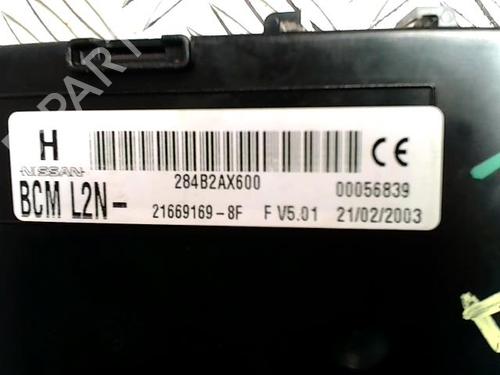 H
NISSAN
284B2AX600
00056839
CE
BCM L2N-
21669169-8F F V5.01 21/02/2003